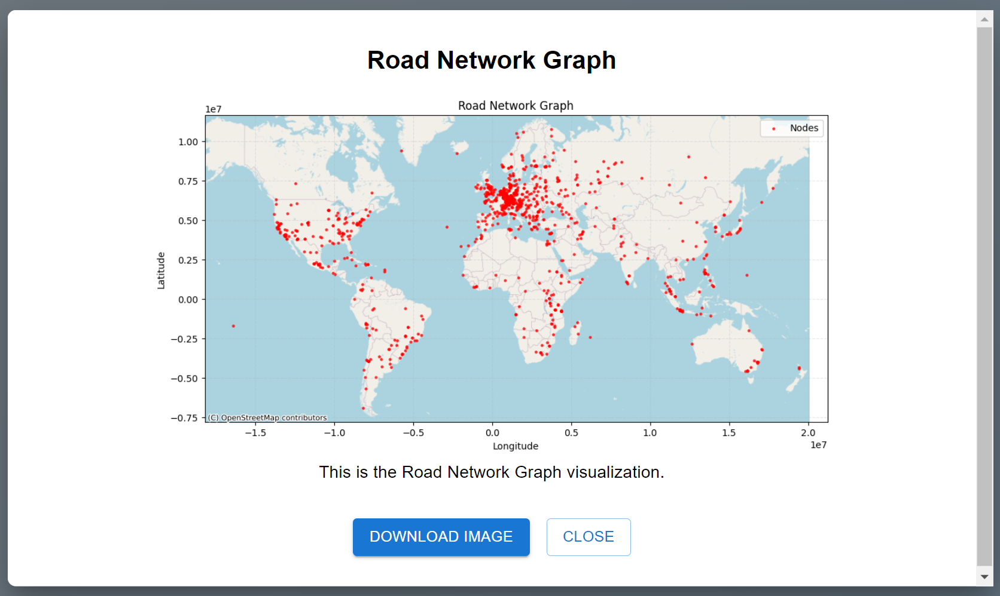 Road Network Graph
Road Network Graph
1e7
Nodes
1.00
0.75
0.50
0.25
0.00
−0.25
−0.50
−0.75
Latitude
(C) OpenStreetMap contributors
−1.5 −1.0 −0.5 0.0 0.5 1.0 1.5 2.0
1e7
Longitude
This is the Road Network Graph visualization.
DOWNLOAD IMAGE CLOSE